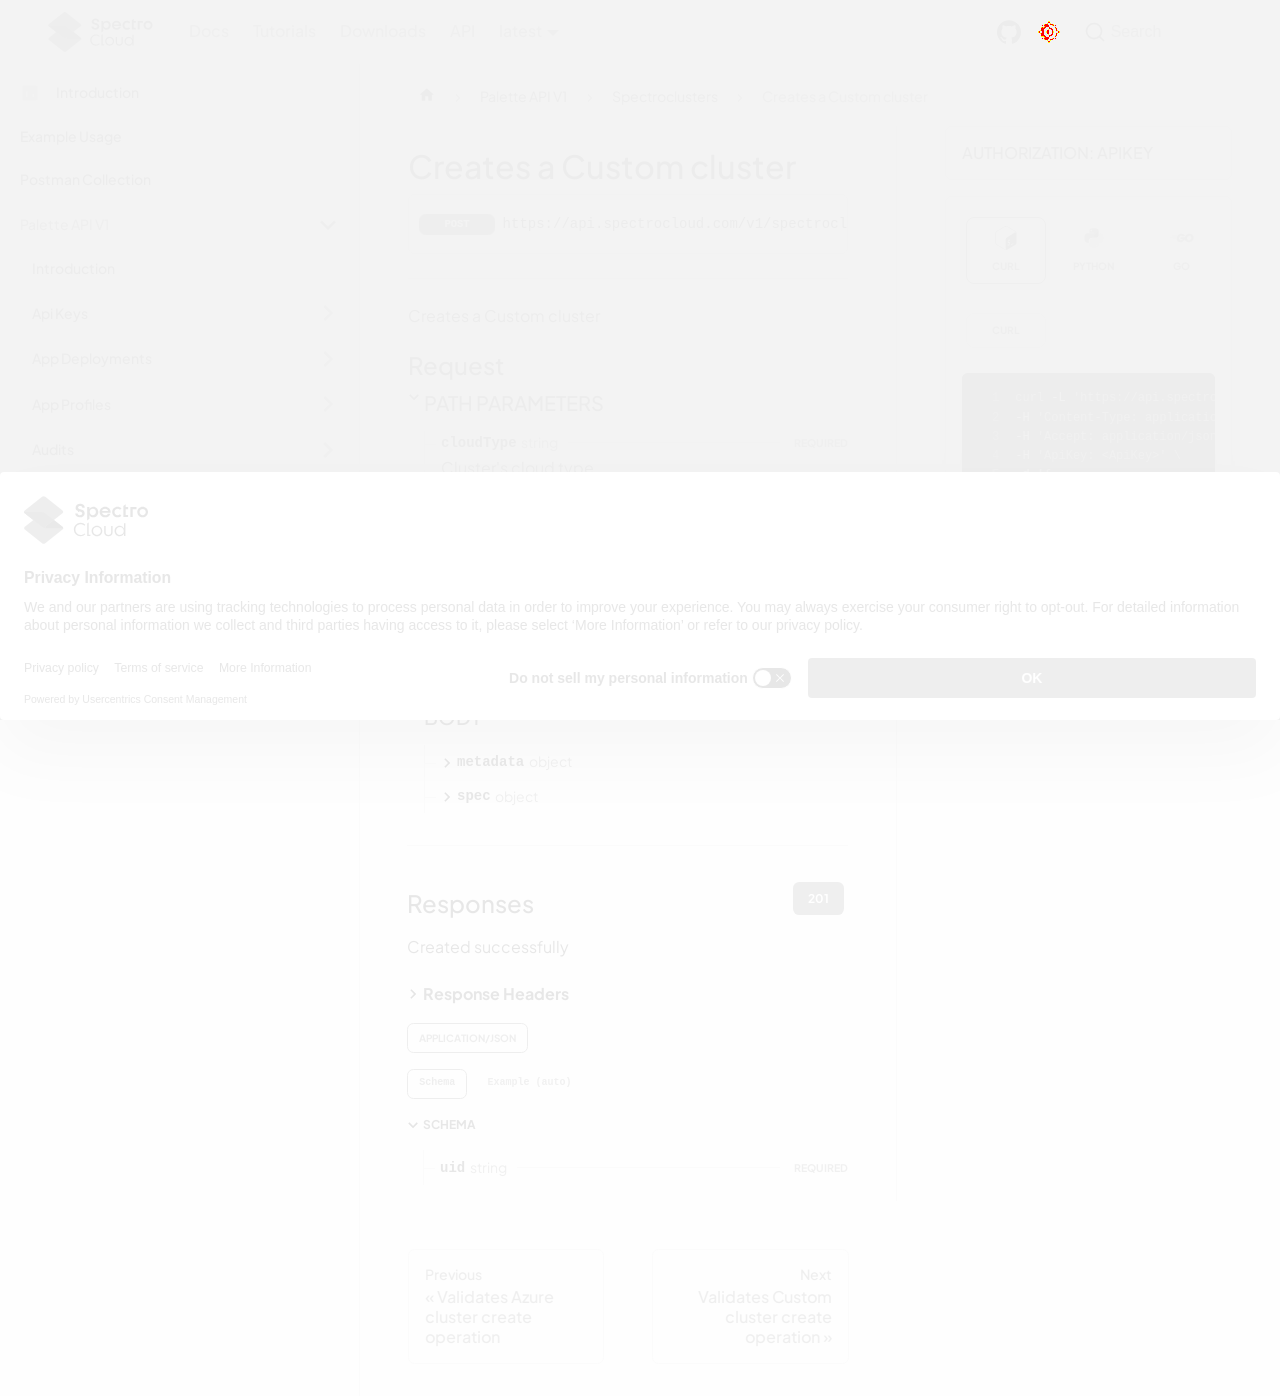 Spectro
Cloud
Docs Tutorials Downloads API latest Search
Introduction
Palette API V1 Spectroclusters Creates a Custom cluster
Example Usage
Postman Collection
AUTHORIZATION: APIKEY
Creates a Custom cluster
Palette API V1
POST https://api.spectrocloud.com/v1/spectrocl
CURL PYTHON GO
Introduction
Api Keys
Creates a Custom cluster
CURL
App Deployments
Request
App Profiles
PATH PARAMETERS
Audits
cloudType string REQUIRED
Cluster's cloud type
Spectro
Cloud
Privacy Information
We and our partners are using tracking technologies to process personal data in order to improve your experience. You may always exercise your consumer right to opt-out. For detailed information
about personal information we collect and third parties having access to it, please select 'More Information' or refer to our privacy policy.
Privacy policy Terms of service More Information
Do not sell my personal information OK
Powered by Usercentrics Consent Management
BODY
metadata object
spec object
Responses 201
Created successfully
Response Headers
APPLICATION/JSON
Schema Example (auto)
SCHEMA
uid string REQUIRED
Previous
« Validates Azure
cluster create
operation
Next
Validates Custom
cluster create
operation »